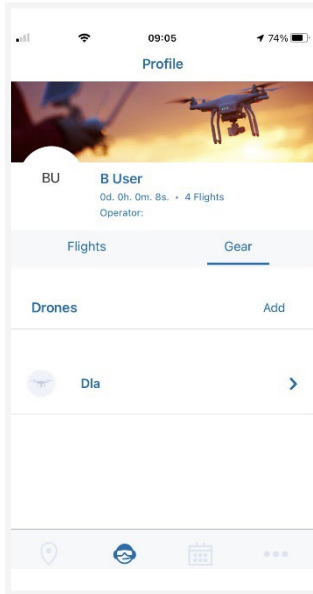 09:05
74%
Profile
BU
B User
0d. 0h. 0m. 8s. • 4 Flights
Operator:
Flights Gear
Drones Add
Dla